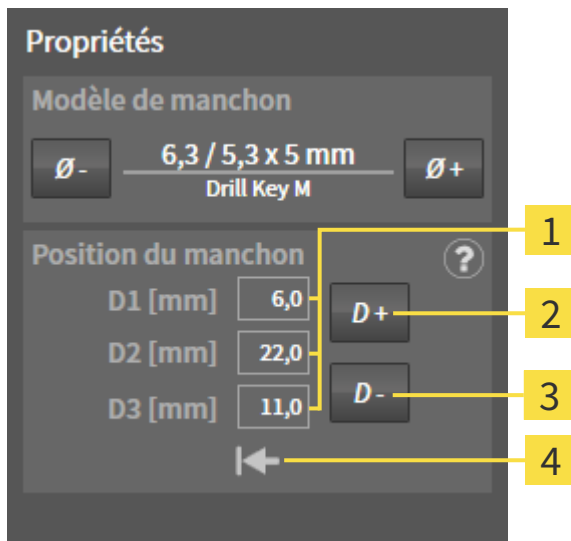 Propriétés
Modèle de manchon
Ø - 6,3 / 5,3 x 5 mm Ø +
Drill Key M
Position du manchon ? 1
D1 [mm] 6,0 D + 2
D2 [mm] 22,0
D3 [mm] 11,0 D - 3
4